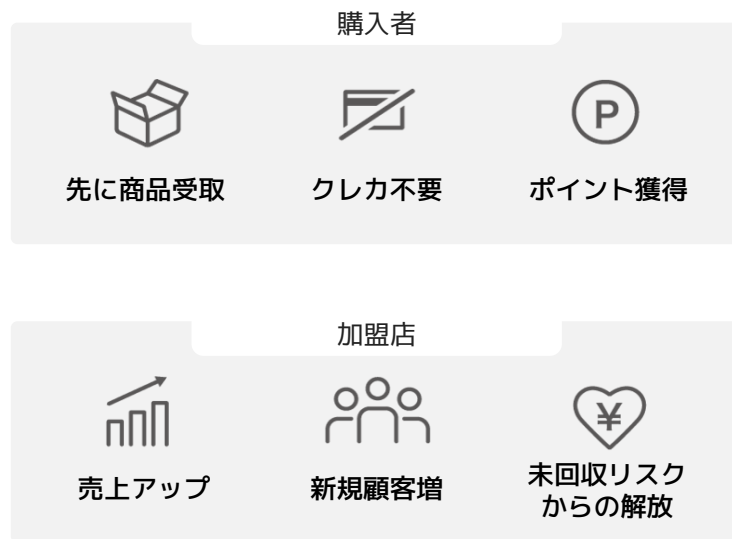 購入者
先に商品受取
クレカ不要
P
ポイント獲得
加盟店
¥
売上アップ
新規顧客増
未回収リスク
からの解放